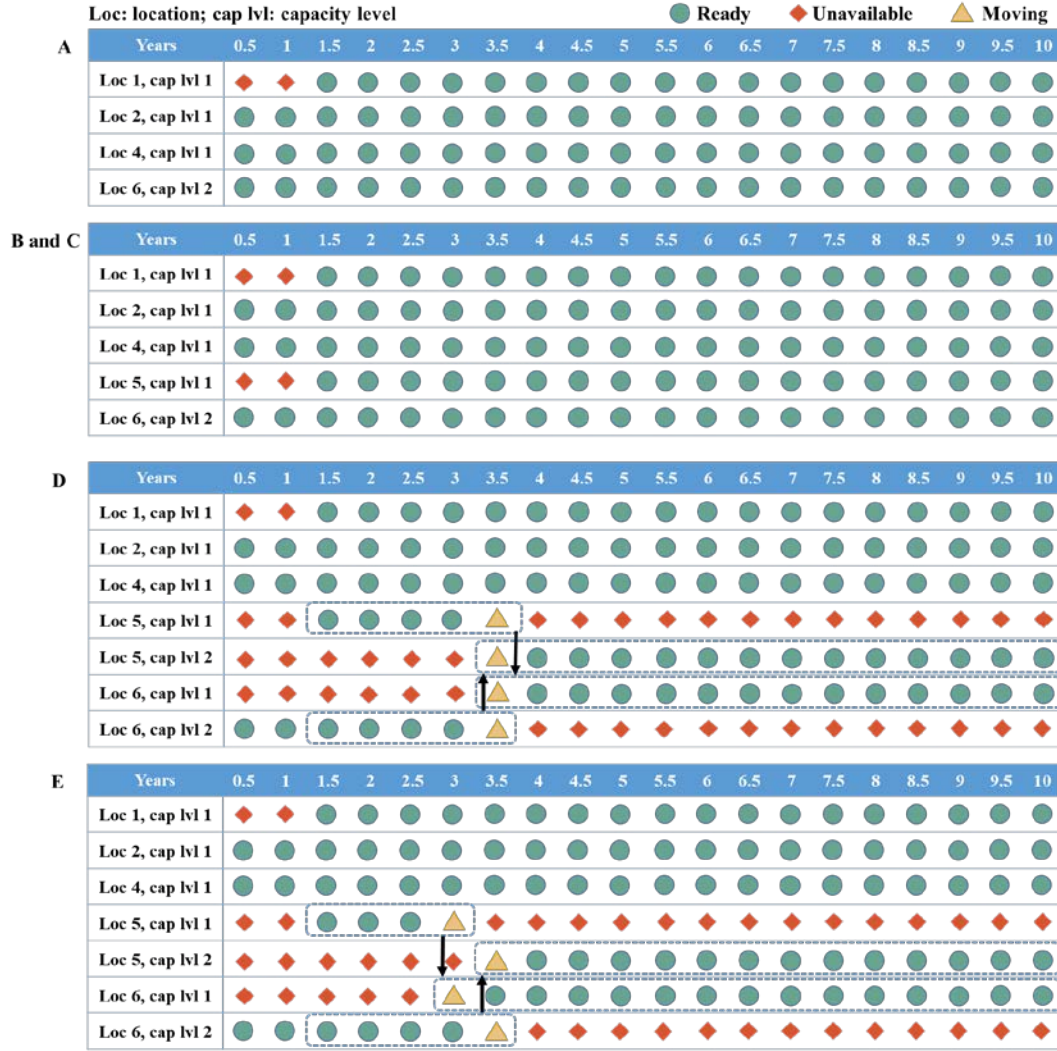 Loc: location; cap lvl: capacity level Ready Unavailable Moving
A
Years 0.5 1 1.5 2 2.5 3 3.5 4 4.5 5 5.5 6 6.5 7 7.5 8 8.5 9 9.5 10
Loc 1, cap lvl 1
Loc 2, cap lvl 1
Loc 4, cap lvl 1
Loc 6, cap lvl 2
B and C
Years 0.5 1 1.5 2 2.5 3 3.5 4 4.5 5 5.5 6 6.5 7 7.5 8 8.5 9 9.5 10
Loc 1, cap lvl 1
Loc 2, cap lvl 1
Loc 4, cap lvl 1
Loc 5, cap lvl 1
Loc 6, cap lvl 2
D
Years 0.5 1 1.5 2 2.5 3 3.5 4 4.5 5 5.5 6 6.5 7 7.5 8 8.5 9 9.5 10
Loc 1, cap lvl 1
Loc 2, cap lvl 1
Loc 4, cap lvl 1
Loc 5, cap lvl 1
Loc 5, cap lvl 2
Loc 6, cap lvl 1
Loc 6, cap lvl 2
E
Years 0.5 1 1.5 2 2.5 3 3.5 4 4.5 5 5.5 6 6.5 7 7.5 8 8.5 9 9.5 10
Loc 1, cap lvl 1
Loc 2, cap lvl 1
Loc 4, cap lvl 1
Loc 5, cap lvl 1
Loc 5, cap lvl 2
Loc 6, cap lvl 1
Loc 6, cap lvl 2